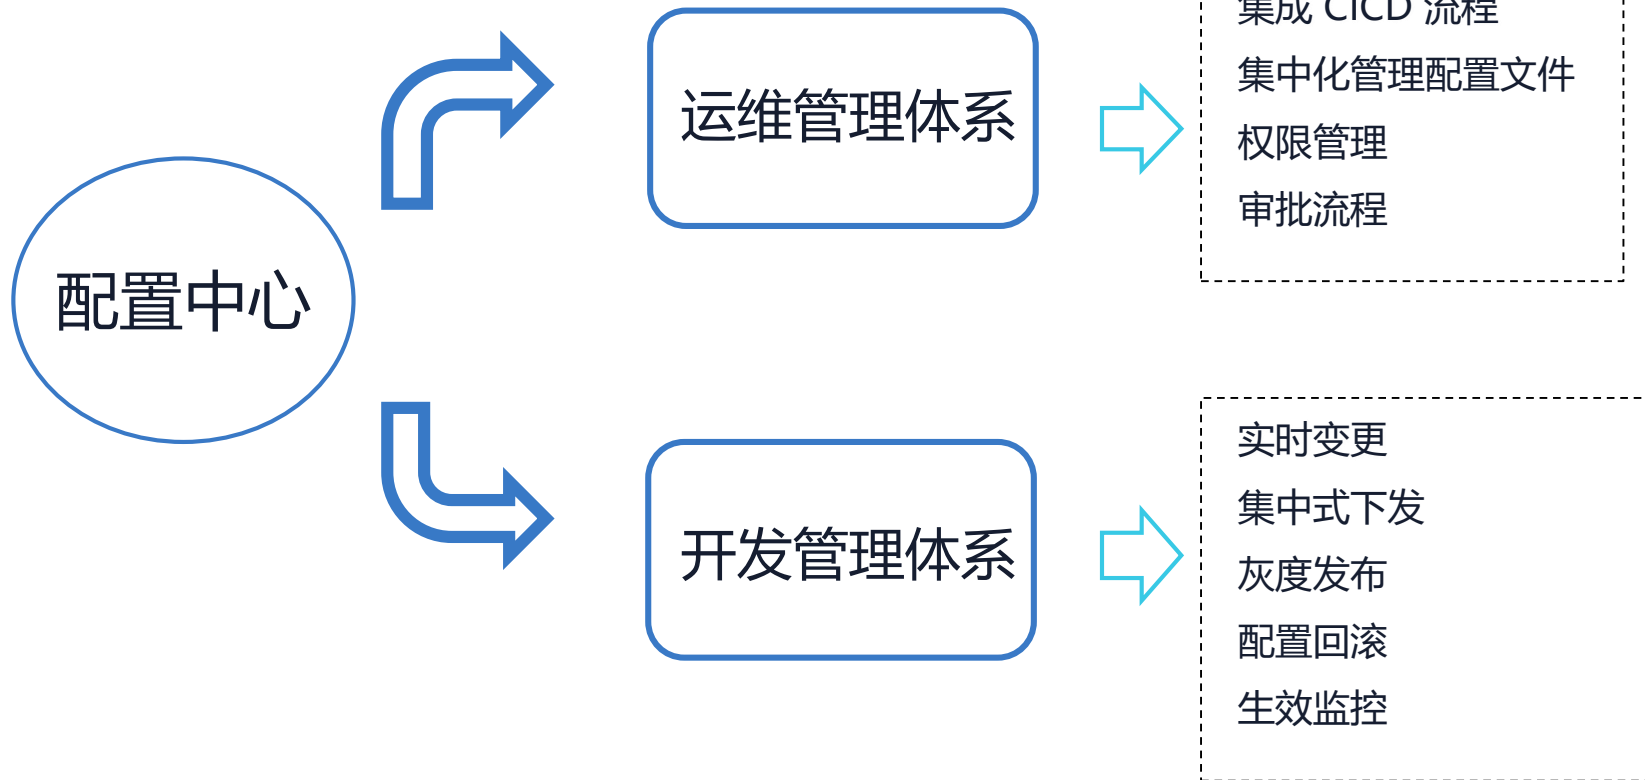 配置中心
运维管理体系
集成 CICD 流程
集中化管理配置文件
权限管理
审批流程
开发管理体系
实时变更
集中式下发
灰度发布
配置回滚
生效监控